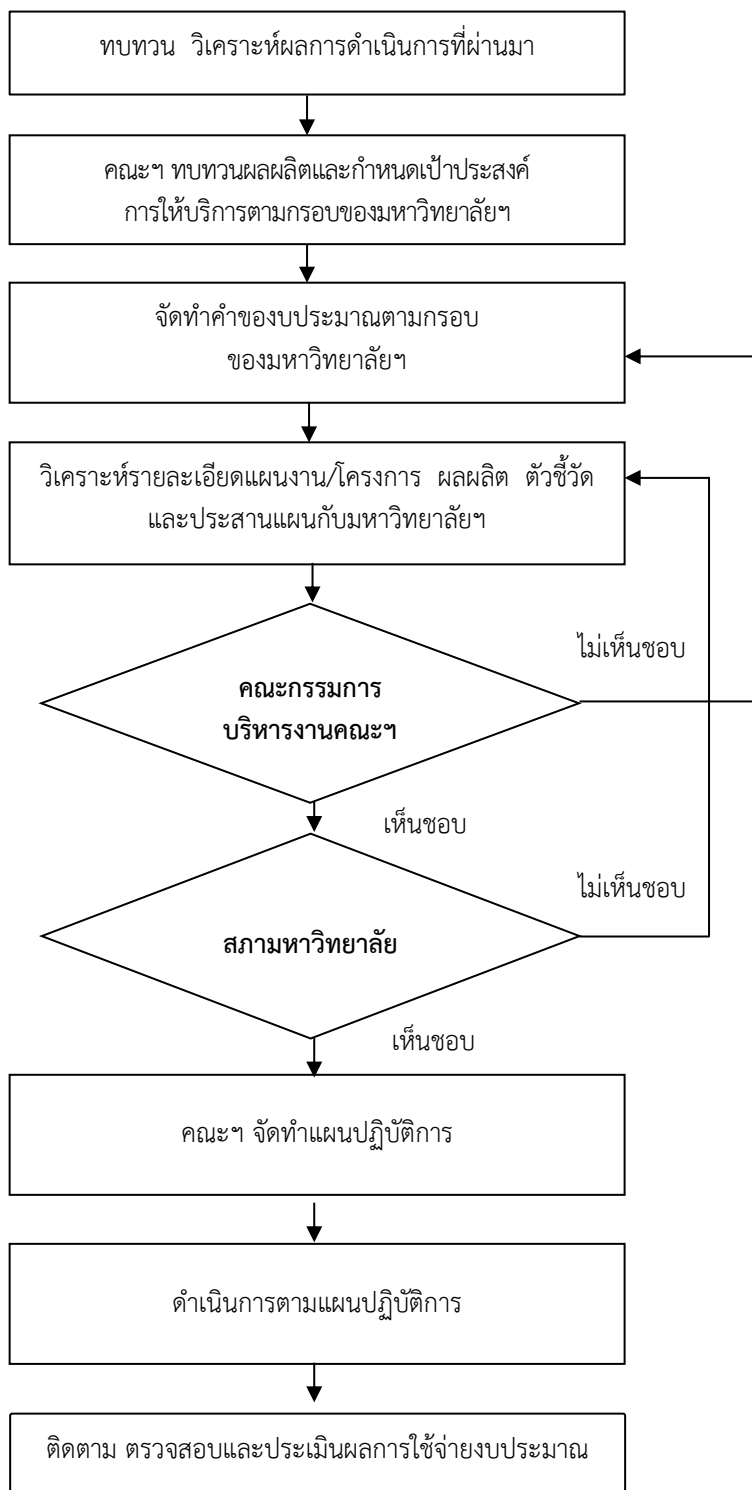 ทบทวน วิเคราะห์ผลการดำเนินการที่ผ่านมา
คณะฯ ทบทวนผลผลิตและกำหนดเป้าประสงค์
การให้บริการตามกรอบของมหาวิทยาลัยฯ
จัดทำคำของบประมาณตามกรอบ
ของมหาวิทยาลัยฯ
วิเคราะห์รายละเอียดแผนงาน/โครงการ ผลผลิต ตัวชี้วัด
และประสานแผนกับมหาวิทยาลัยฯ
ไม่เห็นชอบ
คณะกรรมการ
บริหารงานคณะฯ
เห็นชอบ
ไม่เห็นชอบ
สภามหาวิทยาลัย
เห็นชอบ
คณะฯ จัดทำแผนปฏิบัติการ
ดำเนินการตามแผนปฏิบัติการ
ติดตาม ตรวจสอบและประเมินผลการใช้จ่ายงบประมาณ